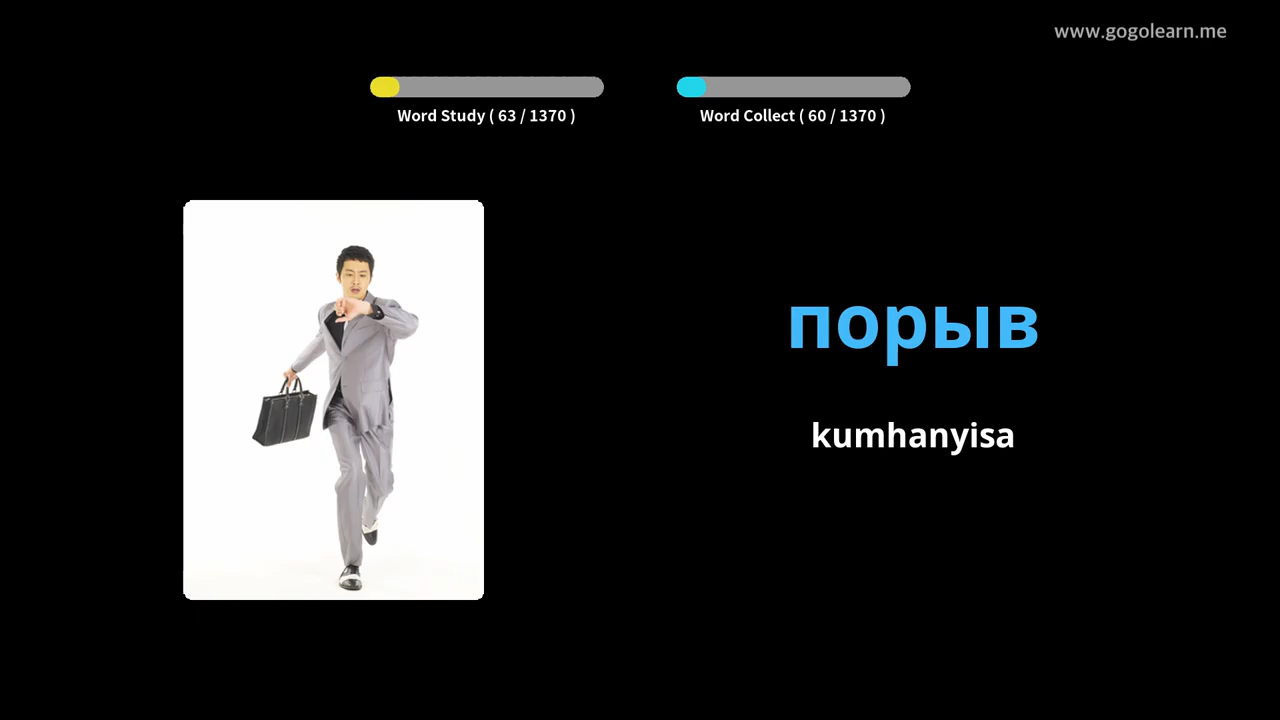 www.gogolearn.me
Word Study ( 63 / 1370 )
Word Collect ( 60 / 1370 )
порыв
kumhanyisa